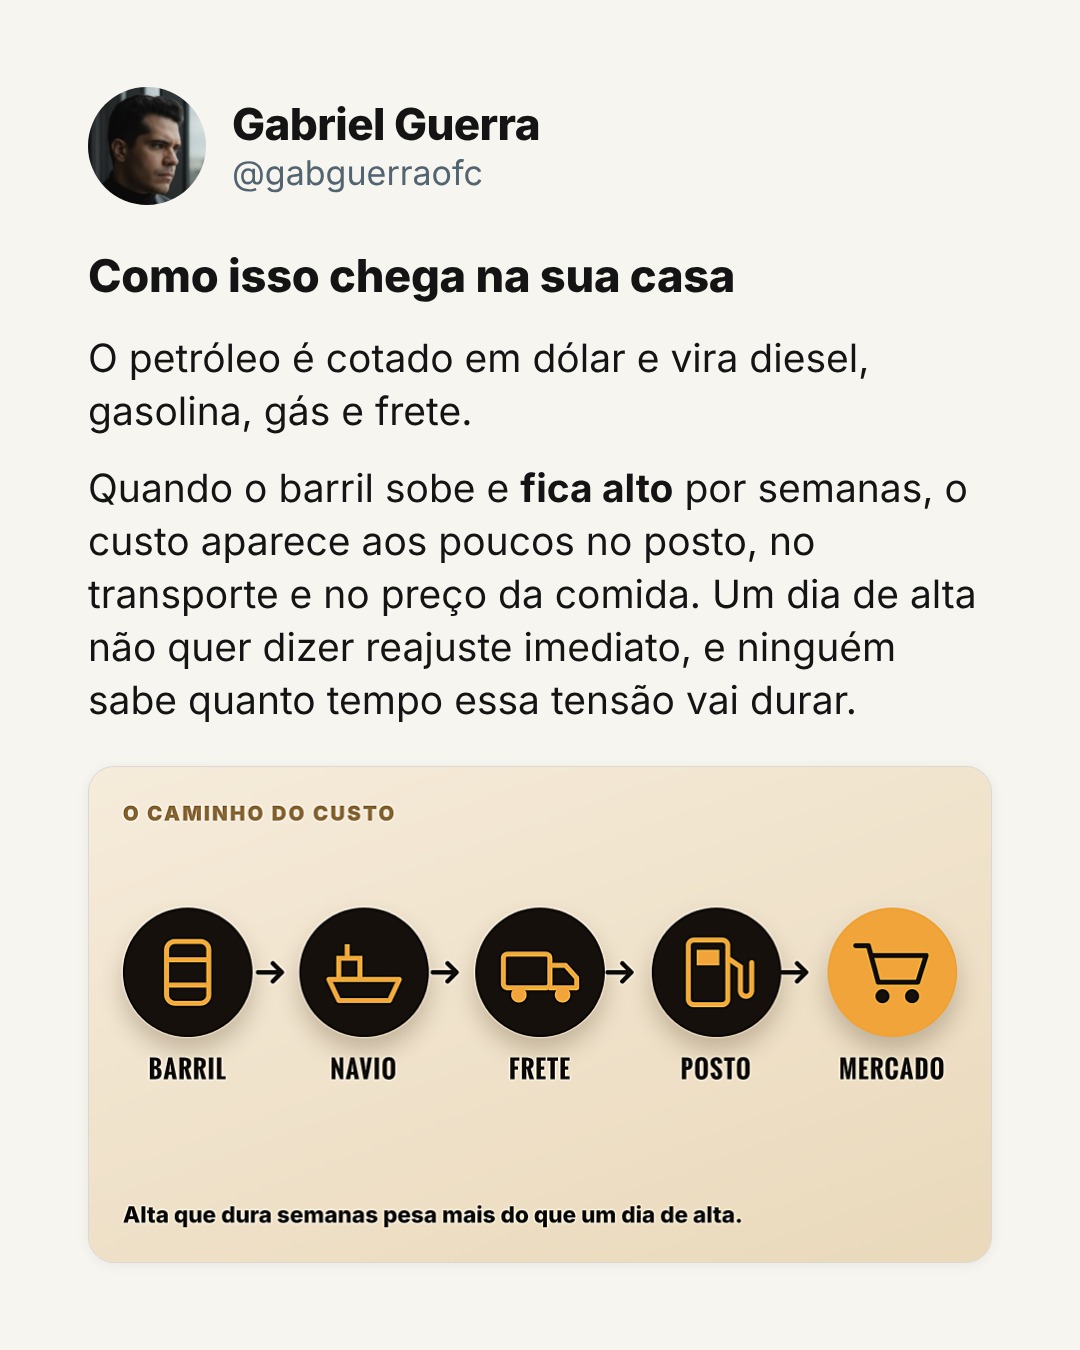 Gabriel Guerra
@gabguerraofc
Como isso chega na sua casa
O petróleo é cotado em dólar e vira diesel,
gasolina, gás e frete.
Quando o barril sobe e fica alto por semanas, o
custo aparece aos poucos no posto, no
transporte e no preço da comida. Um dia de alta
não quer dizer reajuste imediato, e ninguém
sabe quanto tempo essa tensão vai durar.
O CAMINHO DO CUSTO
BARRIL
NAVIO
FRETE
POSTO
MERCADO
Alta que dura semanas pesa mais do que um dia de alta.